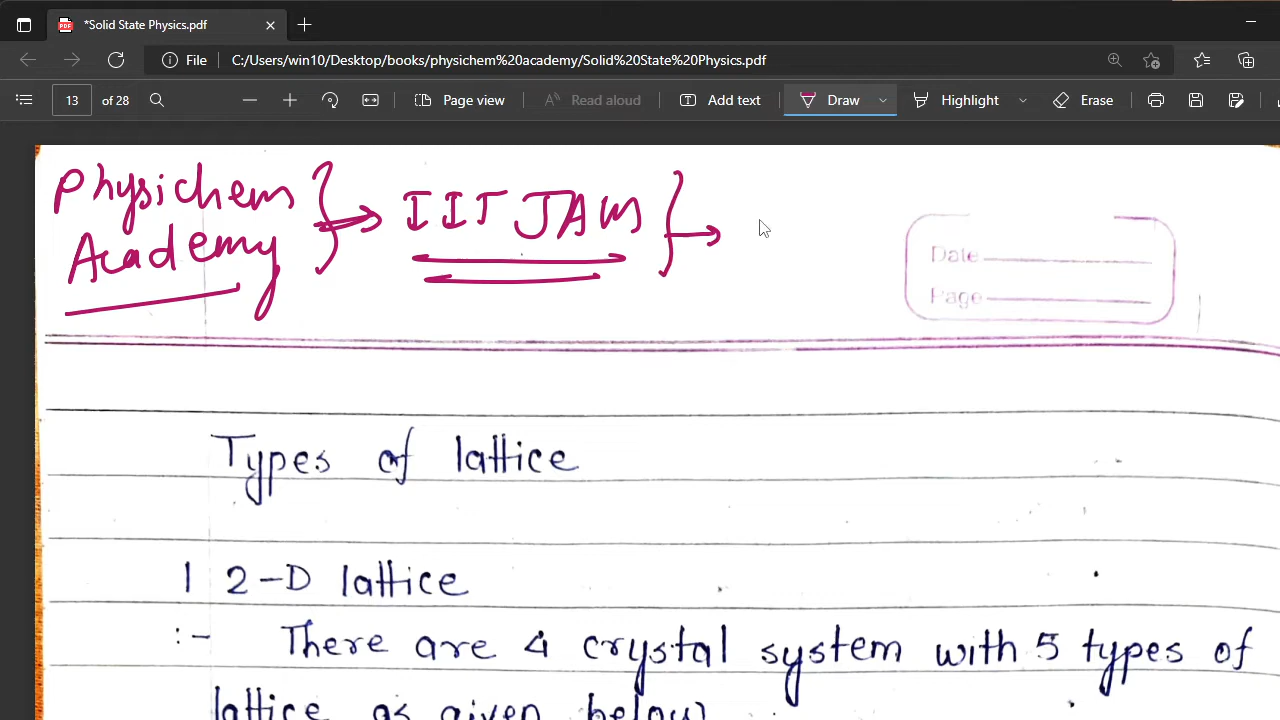 *Solid State Physics.pdf
File C:/Users/win10/Desktop/books/physichem%20academy/Solid%20State%20Physics.pdf
13 of 28 Page view Read aloud Add text Draw Highlight Erase
Physichem
Academy
IIT JAM
Date
Page
Types of lattice
1 2-D lattice
:- There are 4 crystal system with 5 types of
lattice as given below